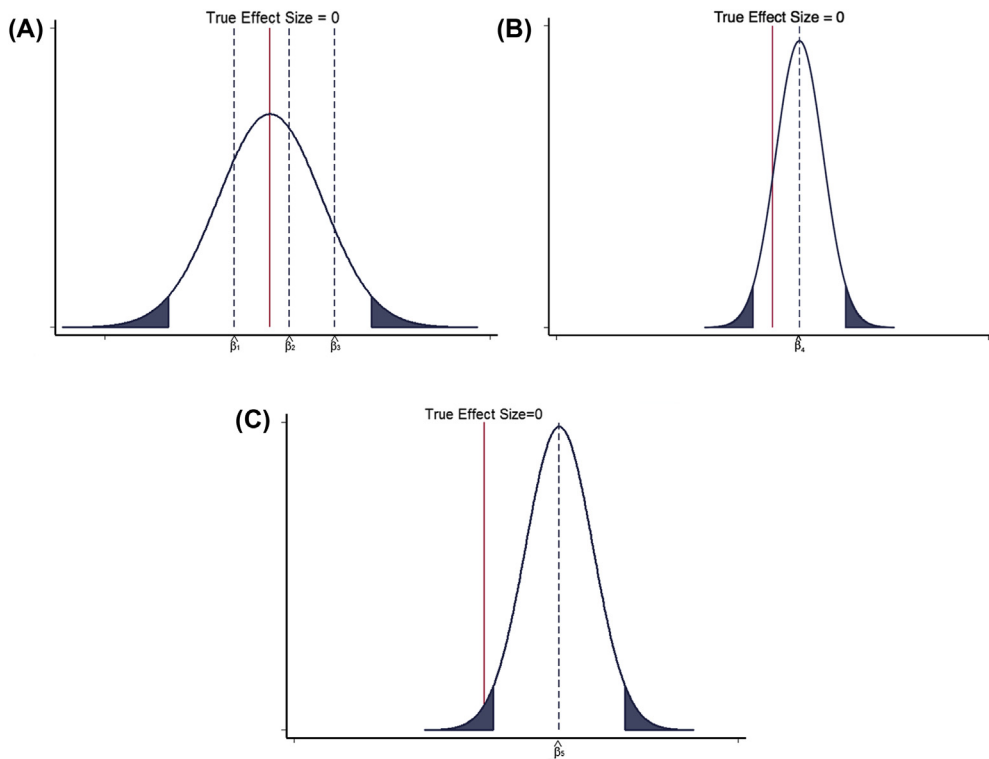 (A)
True Effect Size = 0
β̂₁ β̂₂ β̂₃
(B)
True Effect Size = 0
β̂₄
(C)
True Effect Size=0
β̂₅